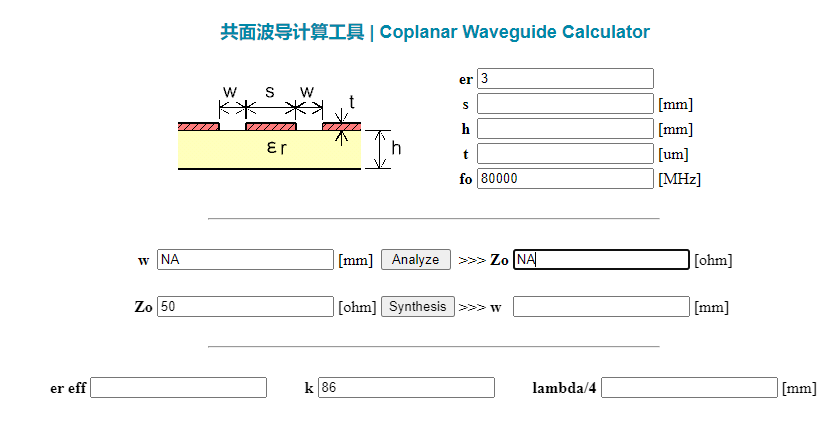 共面波导计算工具 | Coplanar Waveguide Calculator
er 3
W S W t
s [mm]
h [mm]
εr h
t [um]
fo 80000 [MHz]
w NA [mm] Analyze >>> Zo NA [ohm]
Zo 50 [ohm] Synthesis >>> w [mm]
er eff k 86 lambda/4 [mm]